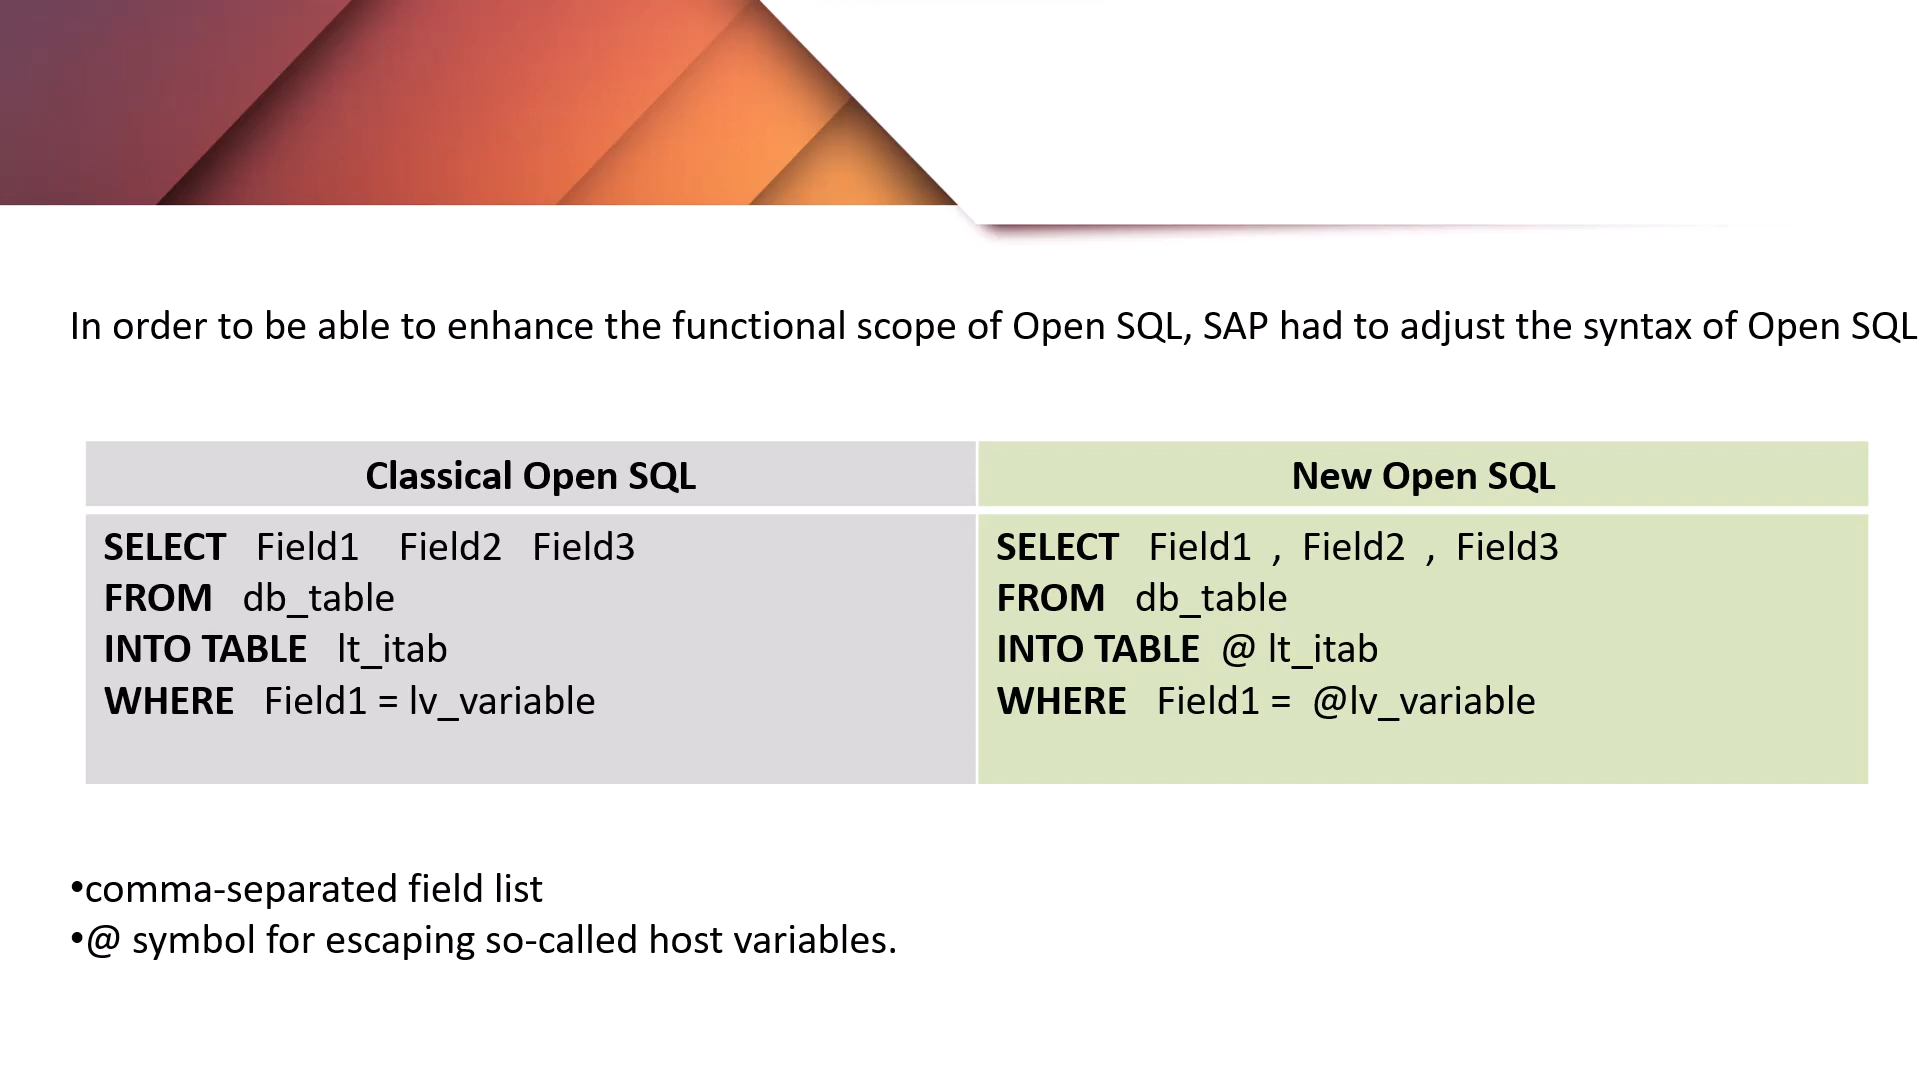 In order to be able to enhance the functional scope of Open SQL, SAP had to adjust the syntax of Open SQL
Classical Open SQL
New Open SQL
SELECT Field1 Field2 Field3
FROM db_table
INTO TABLE lt_itab
WHERE Field1 = lv_variable
SELECT Field1 , Field2 , Field3
FROM db_table
INTO TABLE @ lt_itab
WHERE Field1 = @lv_variable
•comma-separated field list
•@ symbol for escaping so-called host variables.